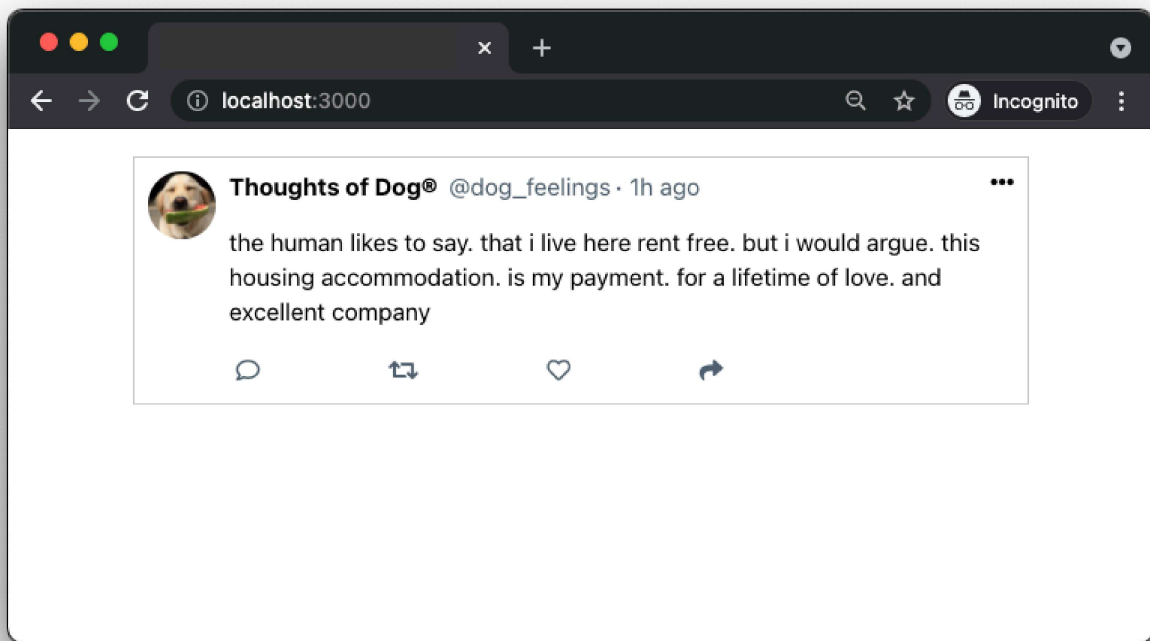 localhost:3000
Incognito
Thoughts of Dog® @dog_feelings · 1h ago
the human likes to say. that i live here rent free. but i would argue. this
housing accommodation. is my payment. for a lifetime of love. and
excellent company